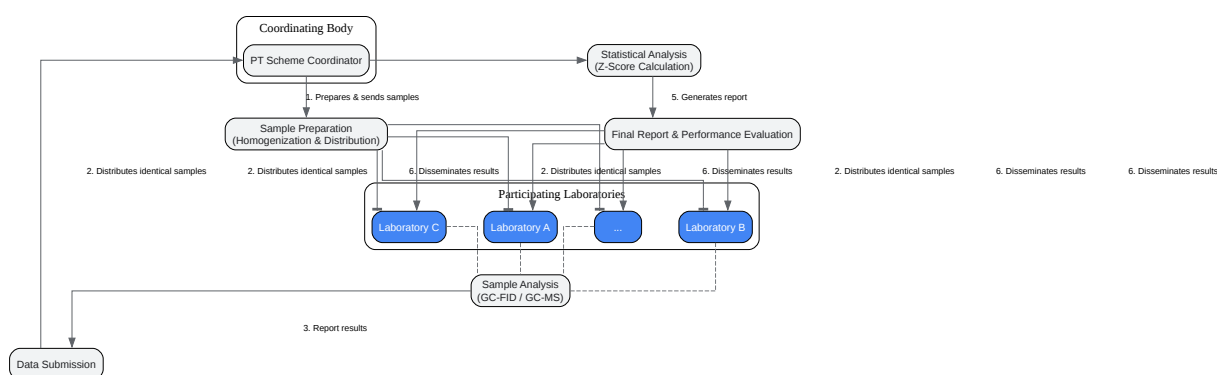 Coordinating Body
PT Scheme Coordinator
Statistical Analysis
(Z-Score Calculation)
1. Prepares & sends samples
5. Generates report
Sample Preparation
(Homogenization & Distribution)
Final Report & Performance Evaluation
2. Distributes identical samples
2. Distributes identical samples
6. Disseminates results
2. Distributes identical samples
6. Disseminates results
2. Distributes identical samples
6. Disseminates results
6. Disseminates results
Participating Laboratories
Laboratory C
Laboratory A
...
Laboratory B
Sample Analysis
(GC-FID / GC-MS)
3. Report results
Data Submission